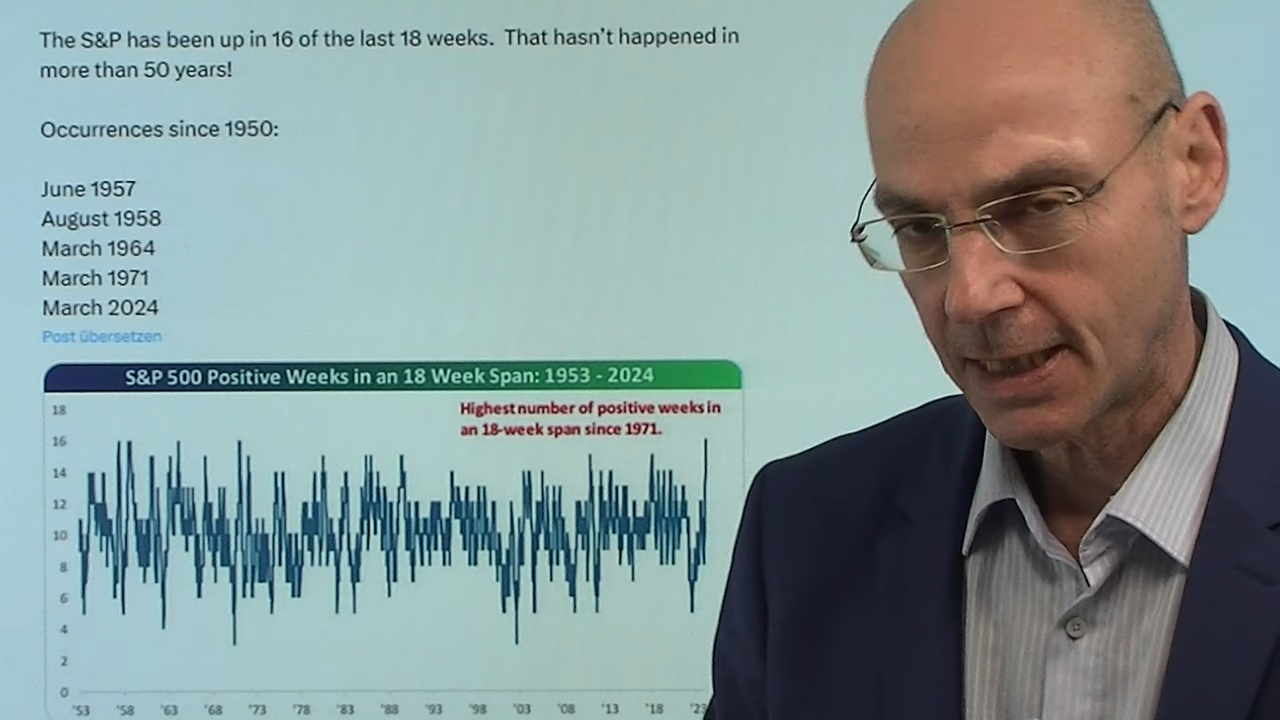 The S&P has been up in 16 of the last 18 weeks. That hasn't happened in
more than 50 years!
Occurrences since 1950:
June 1957
August 1958
March 1964
March 1971
March 2024
Post übersetzen
S&P 500 Positive Weeks in an 18 Week Span: 1953 - 2024
Highest number of positive weeks in
an 18-week span since 1971.
18
16
14
12
10
8
6
4
2
0
'53 '58 '63 '68 '73 '78 '83 '88 '93 '98 '03 '08 '13 '18 '23